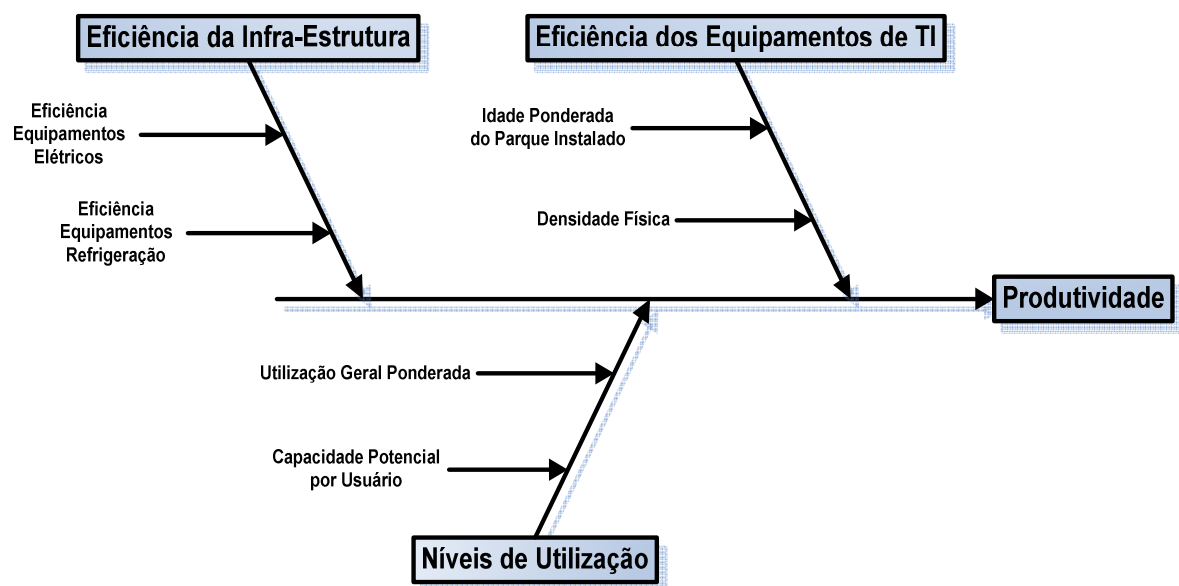 Eficiência da Infra-Estrutura
Eficiência dos Equipamentos de TI
Eficiência
Equipamentos
Elétricos
Idade Ponderada
do Parque Instalado
Eficiência
Equipamentos
Refrigeração
Densidade Física
Produtividade
Utilização Geral Ponderada
Capacidade Potencial
por Usuário
Níveis de Utilização